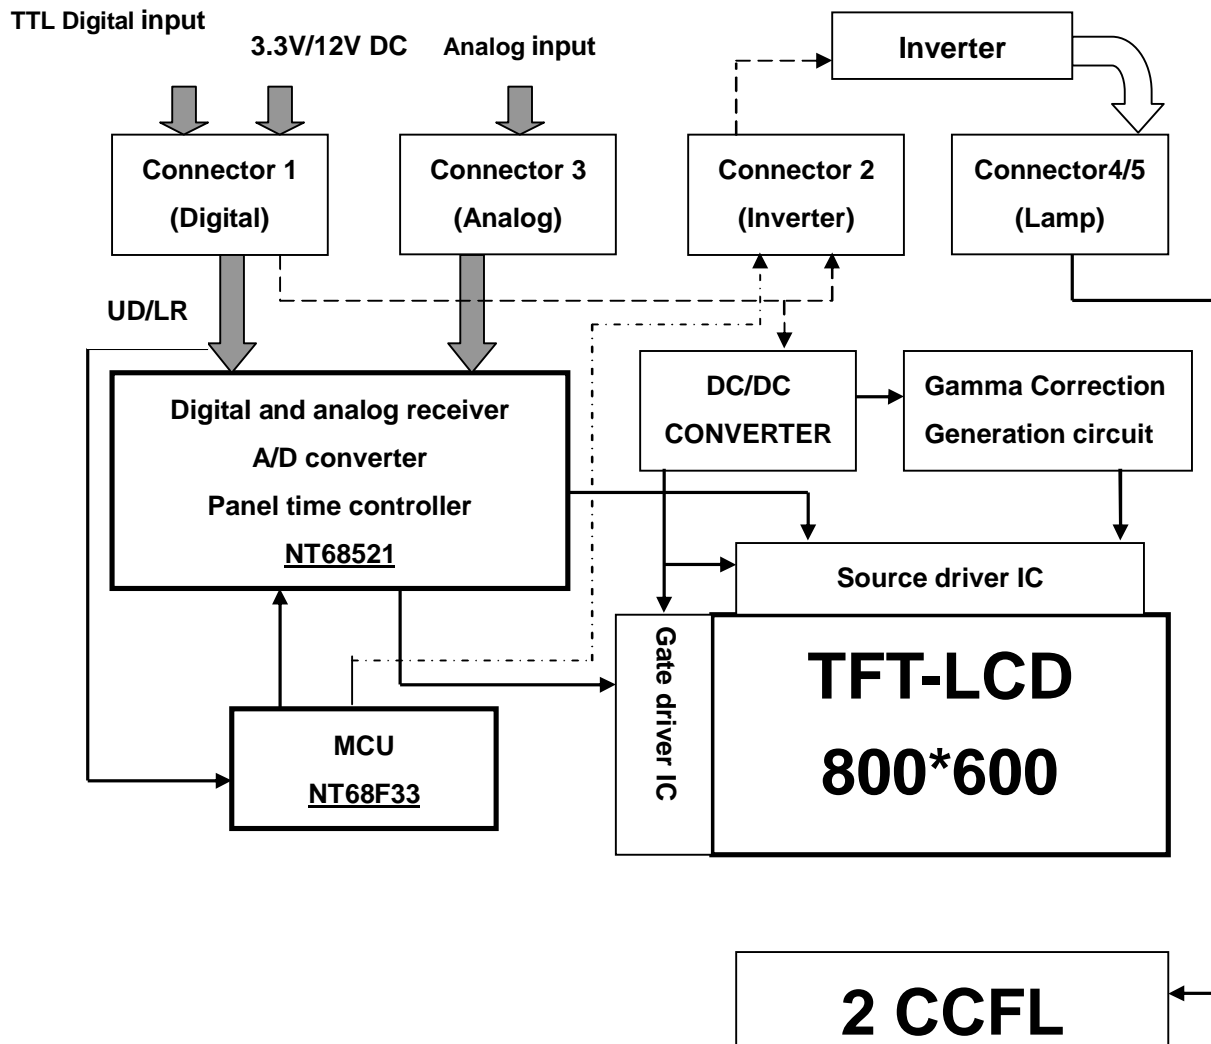 TTL Digital input
3.3V/12V DC
Analog input
Inverter
Connector 1
(Digital)
Connector 3
(Analog)
Connector 2
(Inverter)
Connector4/5
(Lamp)
UD/LR
Digital and analog receiver
A/D converter
Panel time controller
NT68521
DC/DC
CONVERTER
Gamma Correction
Generation circuit
Source driver IC
Gate driver IC
TFT-LCD
800*600
MCU
NT68F33
2 CCFL